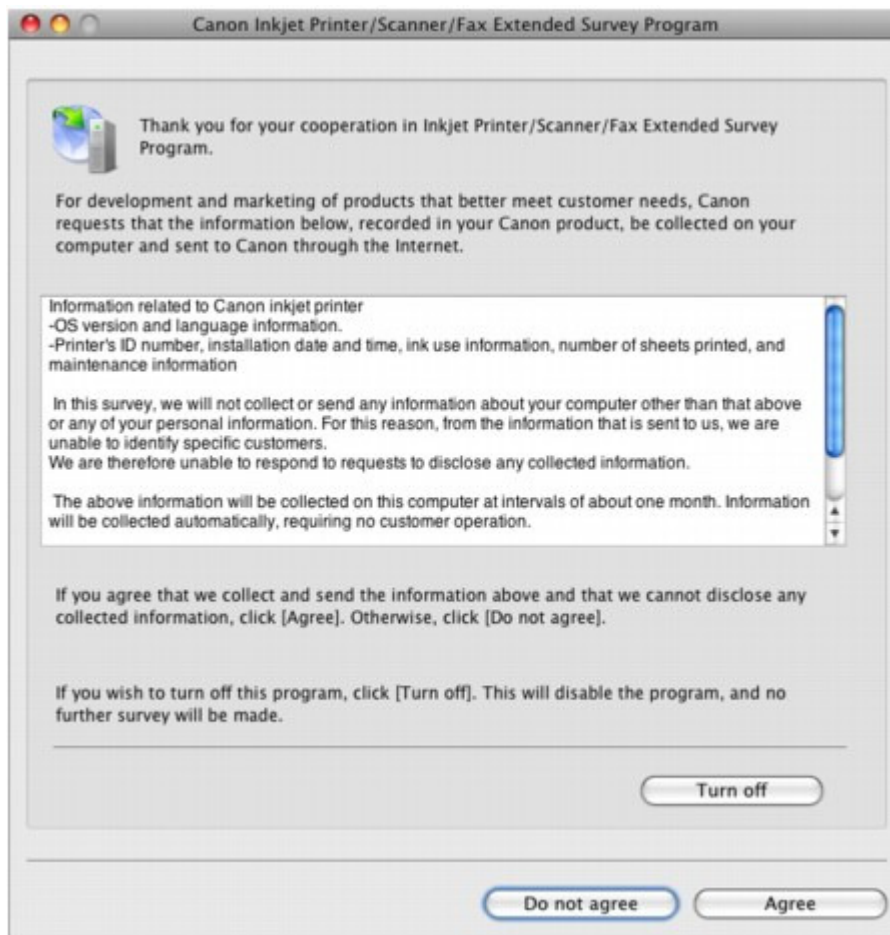 Canon Inkjet Printer/Scanner/Fax Extended Survey Program
Thank you for your cooperation in Inkjet Printer/Scanner/Fax Extended Survey
Program.
For development and marketing of products that better meet customer needs, Canon
requests that the information below, recorded in your Canon product, be collected on your
computer and sent to Canon through the Internet.
Information related to Canon inkjet printer
-OS version and language information.
-Printer's ID number, installation date and time, ink use information, number of sheets printed, and
maintenance information
In this survey, we will not collect or send any information about your computer other than that above
or any of your personal information. For this reason, from the information that is sent to us, we are
unable to identify specific customers.
We are therefore unable to respond to requests to disclose any collected information.
The above information will be collected on this computer at intervals of about one month. Information
will be collected automatically, requiring no customer operation.
If you agree that we collect and send the information above and that we cannot disclose any
collected information, click [Agree]. Otherwise, click [Do not agree].
If you wish to turn off this program, click [Turn off]. This will disable the program, and no
further survey will be made.
Turn off
Do not agree
Agree